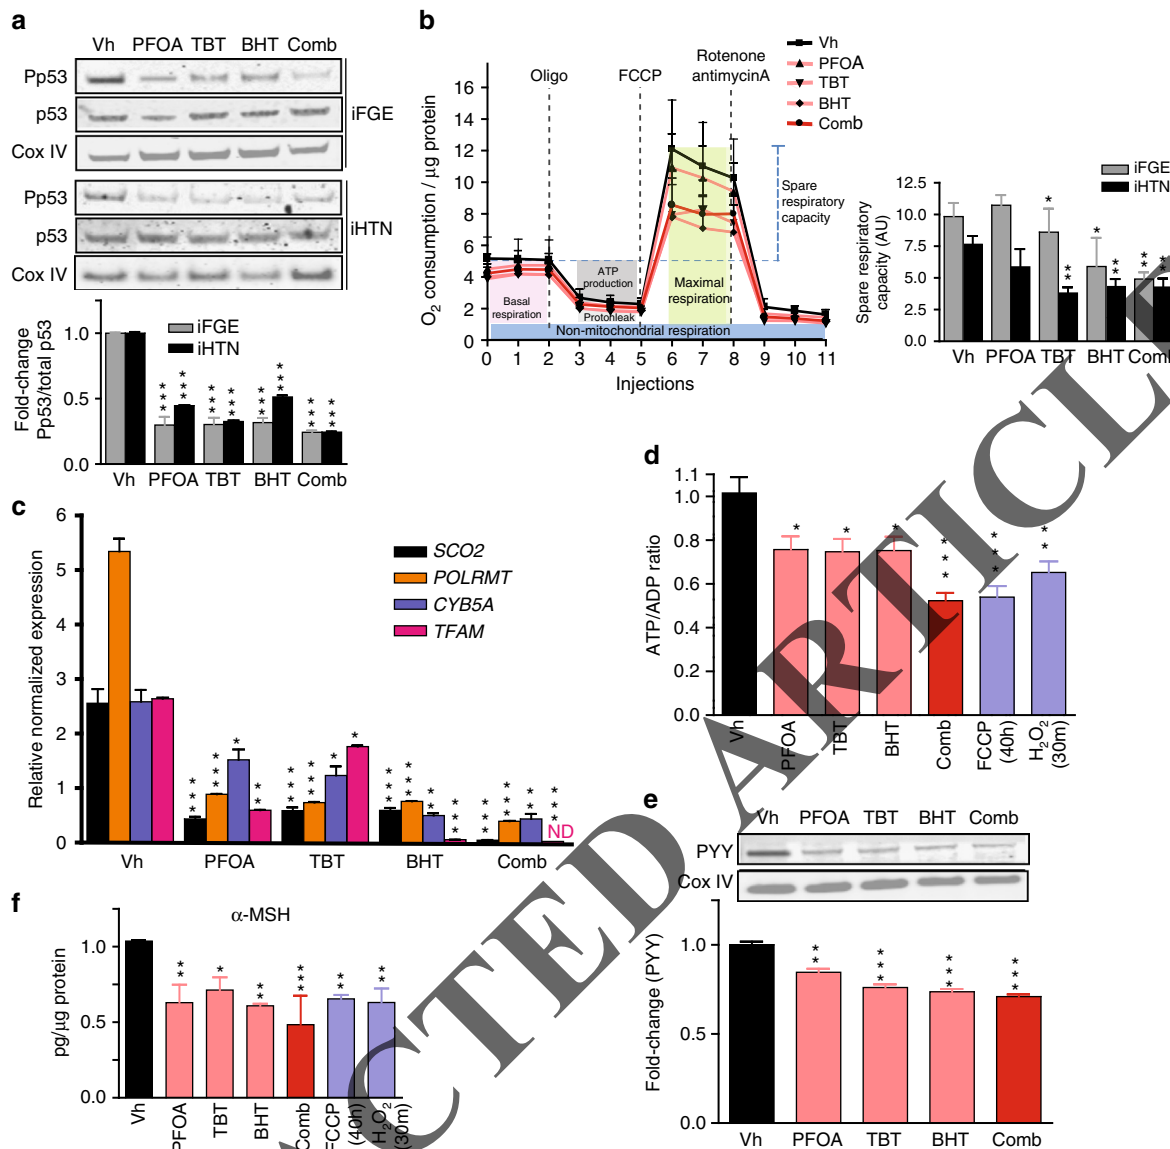 a
Vh PFOA TBT BHT Comb
Pp53
p53
Cox IV
iFGE
Pp53
p53
Cox IV
iHTN
Fold-change
Pp53/total p53
1.0
0.5
0.0
iFGE
iHTN
*** *** *** *** *** *** *** ***
Vh PFOA TBT BHT Comb
b
Oligo
FCCP
Rotenone
antimycinA
Vh
PFOA
TBT
BHT
Comb
O2 consumption / µg protein
16
14
12
10
8
6
4
2
0
Basal
respiration
ATP
production
Protonleak
Maximal
respiration
Non-mitochondrial respiration
Spare
respiratory
capacity
0 1 2 3 4 5 6 7 8 9 10 11
Injections
iFGE
iHTN
Spare respiratory
capacity (AU)
12.5
10.0
7.5
5.0
2.5
0.0
* ** * ** ** **
Vh PFOA TBT BHT Comb
c
Relative normalized expression
6
5
4
3
2
1
0
SCO2
POLRMT
CYB5A
TFAM
*** *** * ** *** *** * * *** *** ** *** *** *** ** ***
ND
Vh PFOA TBT BHT Comb
d
ATP/ADP ratio
1.1
1.0
0.8
0.6
0.4
0.2
0.0
* * * *** *** **
Vh
PFOA
TBT
BHT
Comb
FCCP
(40h)
H2O2
(30m)
e
Vh PFOA TBT BHT Comb
PYY
Cox IV
Fold-change (PYY)
1.0
0.5
0.0
** *** *** ***
Vh PFOA TBT BHT Comb
f
α-MSH
pg/µg protein
1.0
0.5
0.0
** * ** *** ** **
Vh
PFOA
TBT
BHT
Comb
FCCP
(40h)
H2O2
(30m)
CTED ARTICL